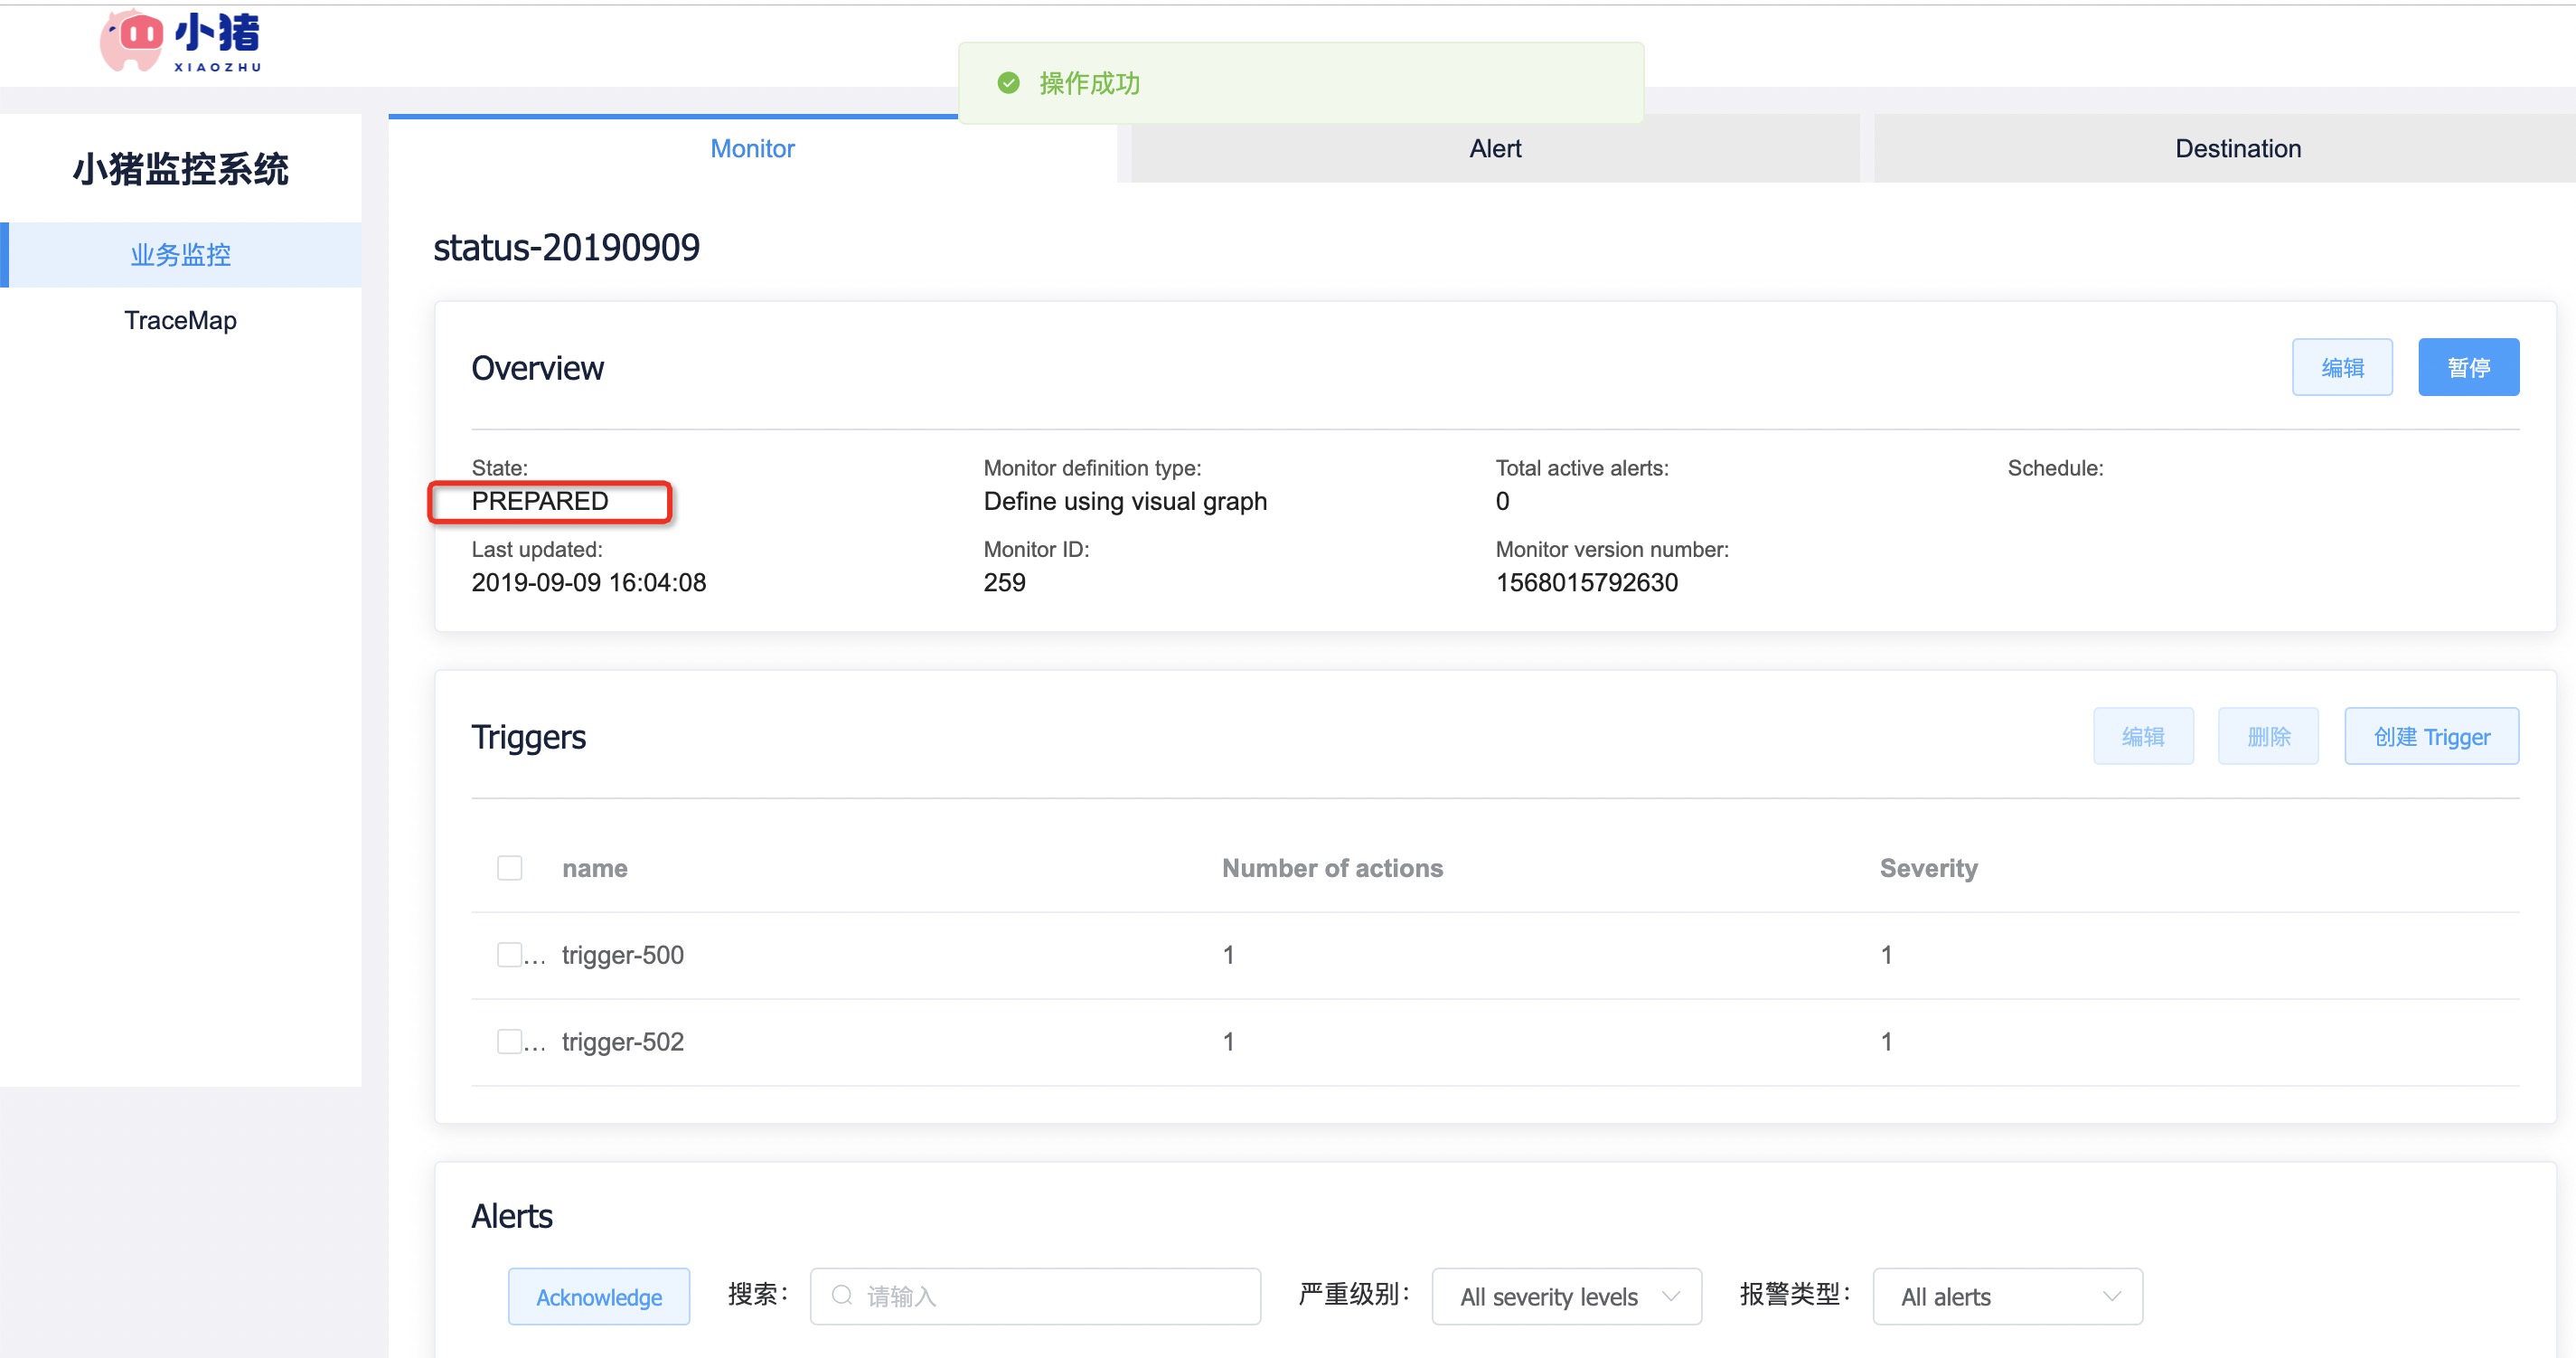 小猪
XIAOZHU
操作成功
小猪监控系统
业务监控
TraceMap
Monitor
Alert
Destination
status-20190909
Overview
编辑
暂停
State:
Monitor definition type:
Total active alerts:
Schedule:
PREPARED
Define using visual graph
0
Last updated:
Monitor ID:
Monitor version number:
2019-09-09 16:04:08
259
1568015792630
Triggers
编辑
删除
创建 Trigger
name
Number of actions
Severity
... trigger-500
1
1
... trigger-502
1
1
Alerts
Acknowledge
搜索：
请输入
严重级别：
All severity levels
报警类型：
All alerts